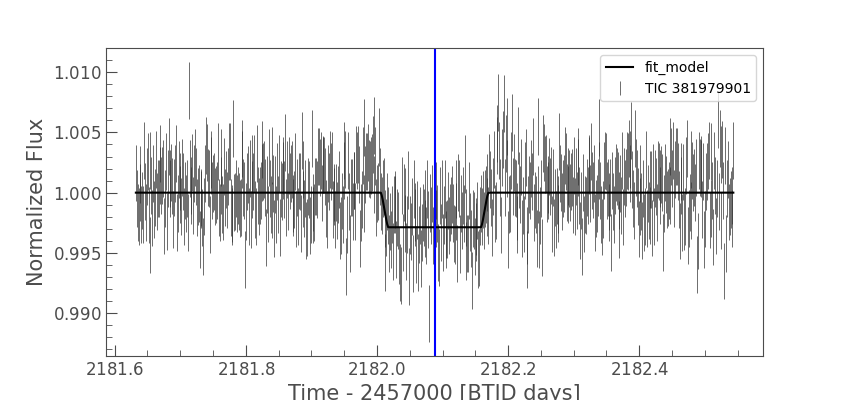 fit_model
TIC 381979901
1.010
1.005
1.000
0.995
0.990
Normalized Flux
2181.6 2181.8 2182.0 2182.2 2182.4
Time - 2457000 [BTJD days]